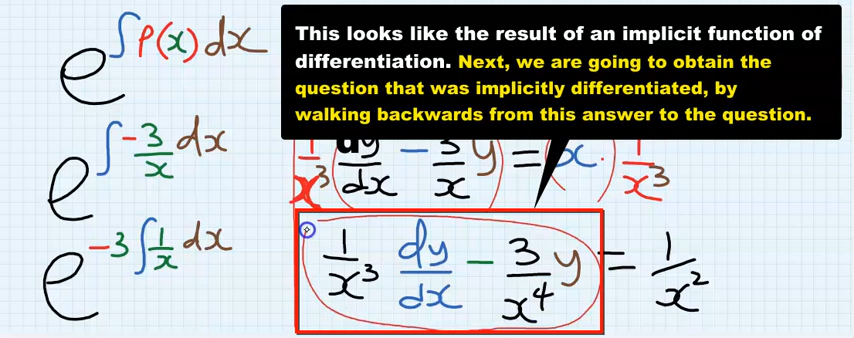 e^{∫P(x)dx}
This looks like the result of an implicit function of
differentiation. Next, we are going to obtain the
question that was implicitly differentiated, by
walking backwards from this answer to the question.
e^{∫-3/x dx}
1/x³ (dy/dx - 3/x y) = (x · ) 1/x³
e^{-3∫1/x dx}
1/x³ dy/dx - 3/x⁴ y = 1/x²